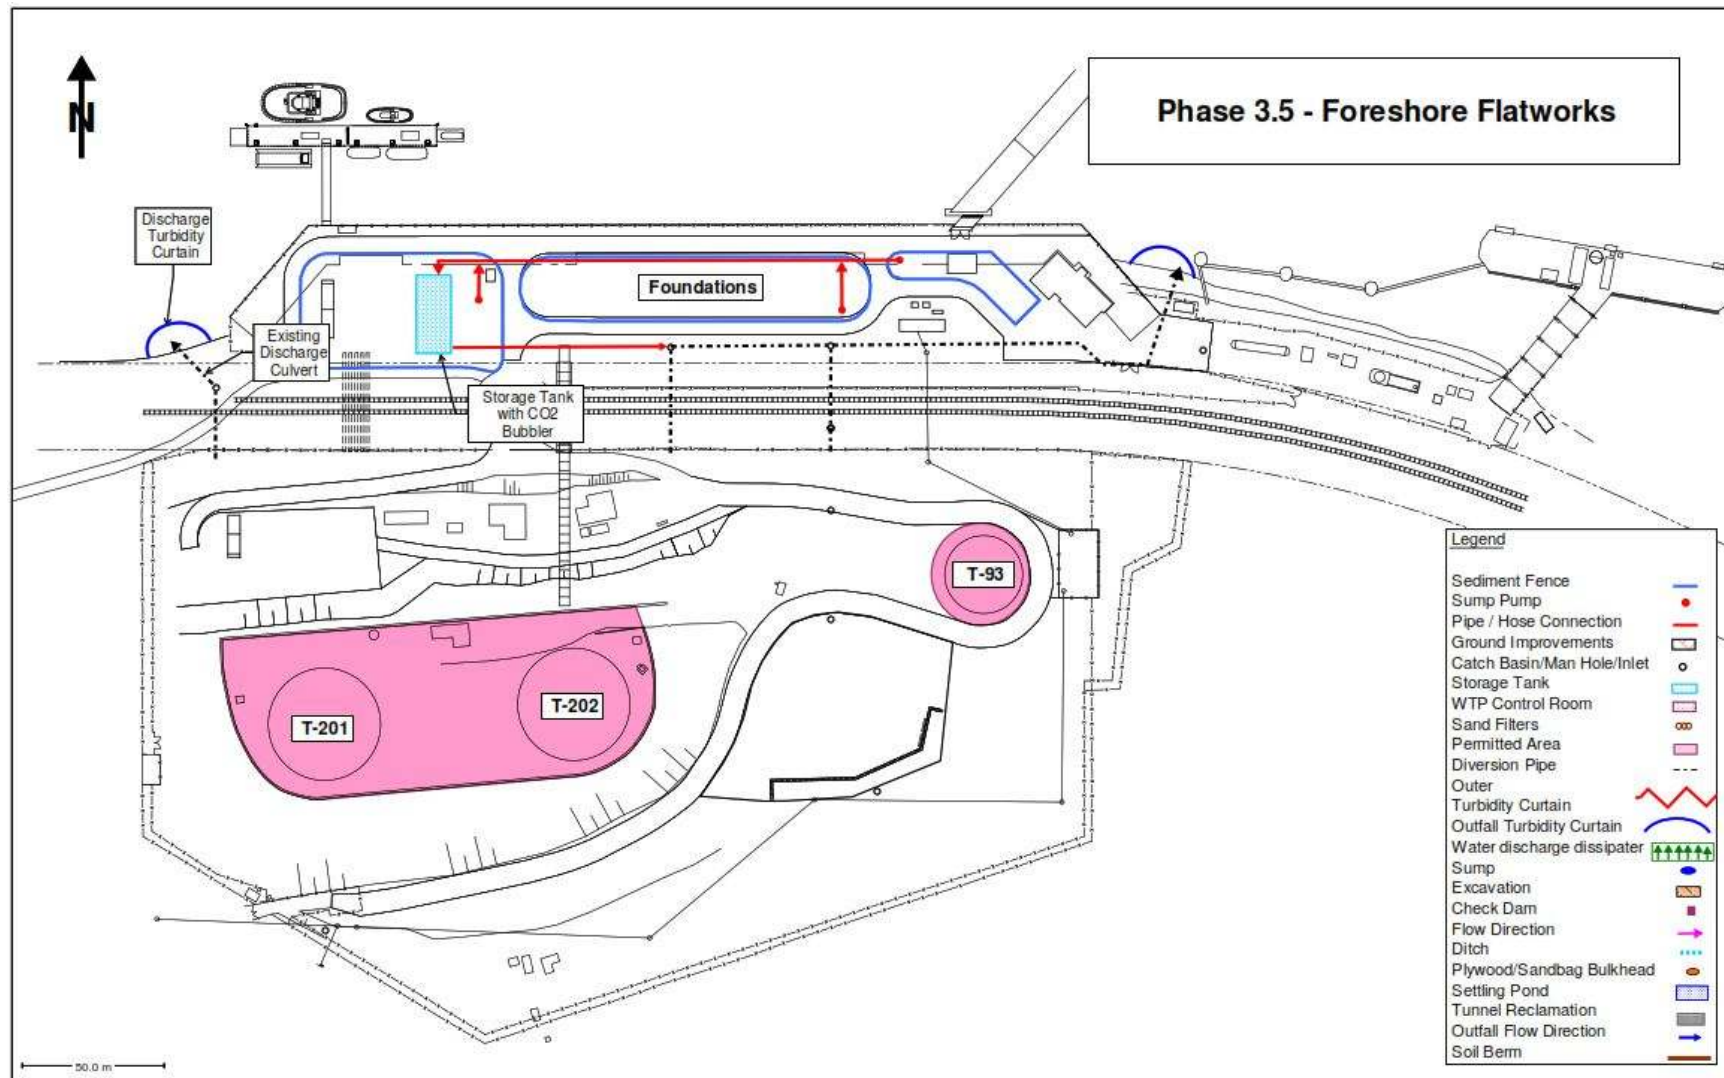 N
Phase 3.5 - Foreshore Flatworks
Discharge
Turbidity
Curtain
Foundations
Existing
Discharge
Culvert
Storage Tank
with CO2
Bubbler
T-93
T-201
T-202
Legend
Sediment Fence
Sump Pump
Pipe / Hose Connection
Ground Improvements
Catch Basin/Man Hole/Inlet
Storage Tank
WTP Control Room
Sand Filters
Permitted Area
Diversion Pipe
Outer
Turbidity Curtain
Outfall Turbidity Curtain
Water discharge dissipater
Sump
Excavation
Check Dam
Flow Direction
Ditch
Plywood/Sandbag Bulkhead
Settling Pond
Tunnel Reclamation
Outfall Flow Direction
Soil Berm
50.0 m